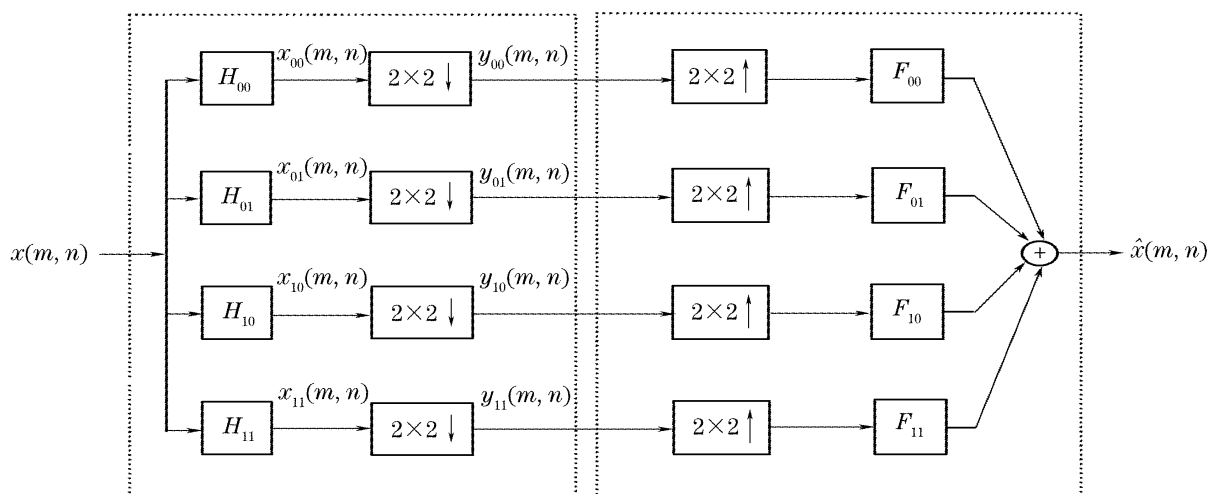 H₀₀ x₀₀(m, n) 2×2 ↓ y₀₀(m, n) 2×2 ↑ F₀₀
H₀₁ x₀₁(m, n) 2×2 ↓ y₀₁(m, n) 2×2 ↑ F₀₁
x(m, n) + x̂(m, n)
H₁₀ x₁₀(m, n) 2×2 ↓ y₁₀(m, n) 2×2 ↑ F₁₀
H₁₁ x₁₁(m, n) 2×2 ↓ y₁₁(m, n) 2×2 ↑ F₁₁